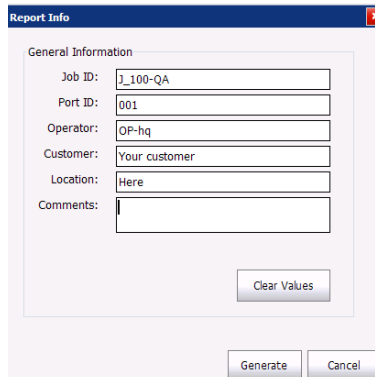 Report Info
General Information
Job ID: J_100-QA
Port ID: 001
Operator: OP-hq
Customer: Your customer
Location: Here
Comments:
Clear Values
Generate Cancel